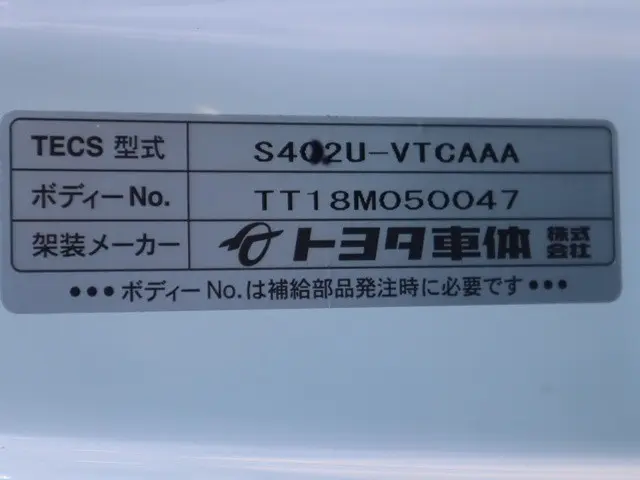 TECS 型式 S402U-VTCAAA
ボディーNo. TT18M050047
架装メーカー トヨタ車体 株式会社
•••ボディーNo.は補給部品発注時に必要です•••